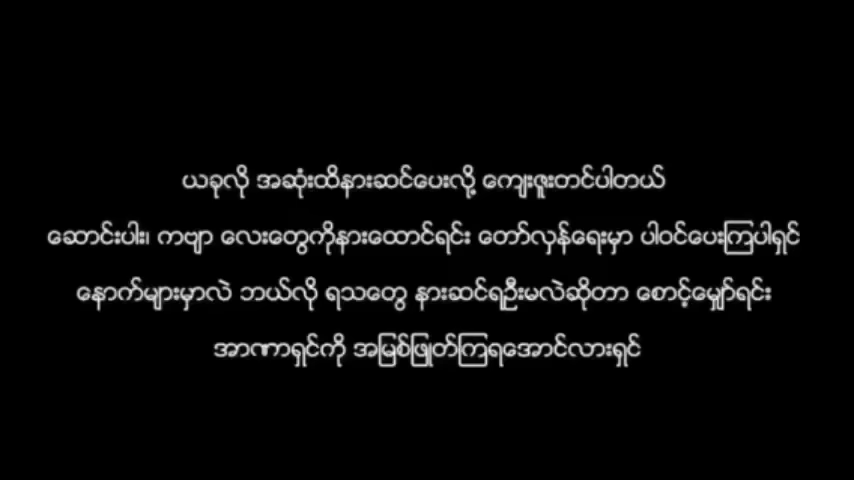 ယခုလို အဆုံးထိနားဆင်ပေးလို့ ကျေးဇူးတင်ပါတယ်
ဆောင်းပါး၊ ကဗျာ လေးတွေကိုနားထောင်ရင်း တော်လှန်ရေးမှာ ပါဝင်ပေးကြပါရှင်
နောက်များမှာလဲ ဘယ်လို ရသတွေ နားဆင်ရဦးမလဲဆိုတာ စောင့်မျှော်ရင်း
အာဏာရှင်ကို အမြစ်ဖြုတ်ကြရအောင်လားရှင်